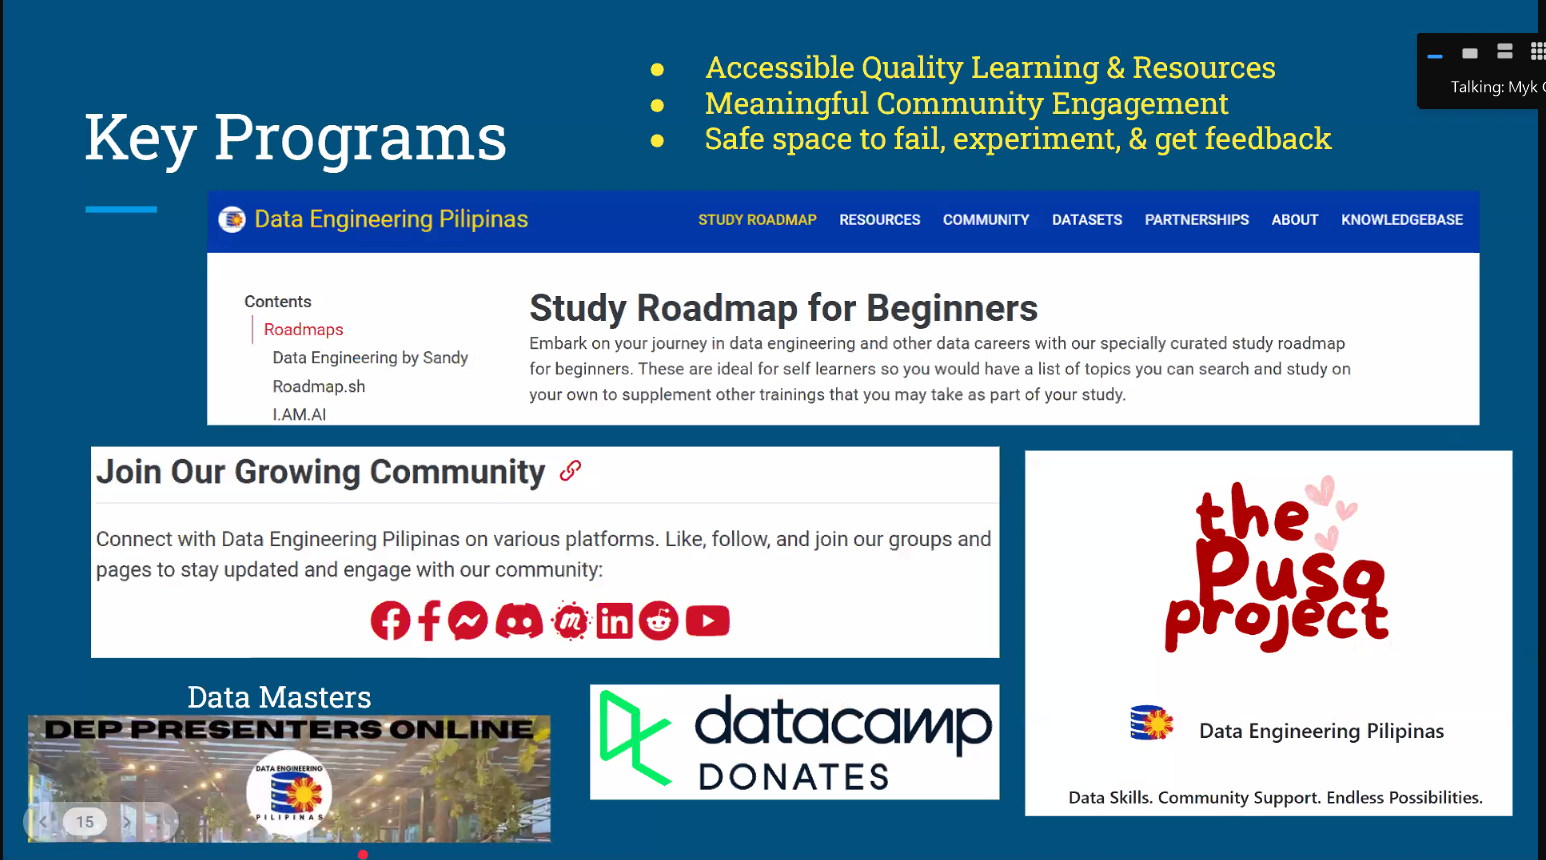 Accessible Quality Learning & Resources
Meaningful Community Engagement
Safe space to fail, experiment, & get feedback
Talking: Myk
Key Programs
Data Engineering Pilipinas
STUDY ROADMAP RESOURCES COMMUNITY DATASETS PARTNERSHIPS ABOUT KNOWLEDGEBASE
Contents
Roadmaps
Data Engineering by Sandy
Roadmap.sh
I.AM.AI
Study Roadmap for Beginners
Embark on your journey in data engineering and other data careers with our specially curated study roadmap
for beginners. These are ideal for self learners so you would have a list of topics you can search and study on
your own to supplement other trainings that you may take as part of your study.
Join Our Growing Community
Connect with Data Engineering Pilipinas on various platforms. Like, follow, and join our groups and
pages to stay updated and engage with our community:
the
Puso
project
Data Engineering Pilipinas
Data Skills. Community Support. Endless Possibilities.
Data Masters
DEP PRESENTERS ONLINE
DATA ENGINEERING
PILIPINAS
15
datacamp
DONATES